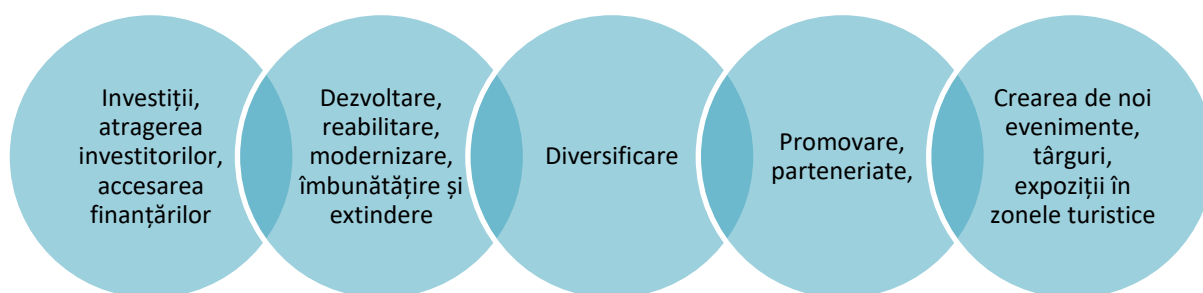 Investiții,
atragerea
investitorilor,
accesarea
finanțărilor
Dezvoltare,
reabilitare,
modernizare,
îmbunătățire și
extindere
Diversificare
Promovare,
parteneriate,
Crearea de noi
evenimente,
târguri,
expoziții în
zonele turistice